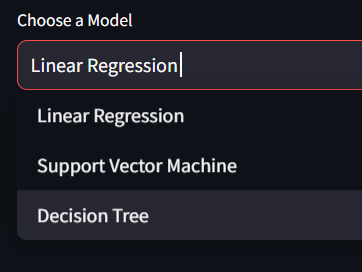 Choose a Model
Linear Regression
Linear Regression
Support Vector Machine
Decision Tree